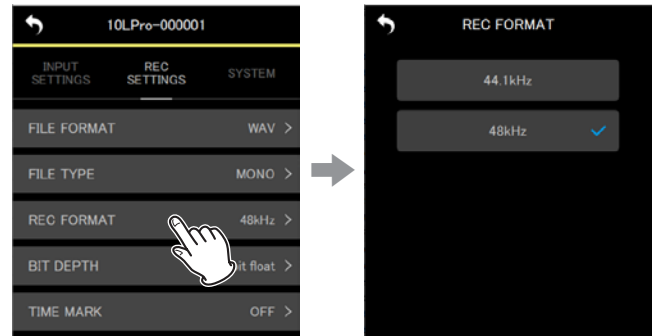 10LPro-000001
INPUT SETTINGS
REC SETTINGS
SYSTEM
FILE FORMAT WAV >
FILE TYPE MONO >
REC FORMAT 48kHz >
BIT DEPTH bit float >
TIME MARK OFF >
REC FORMAT
44.1kHz
48kHz